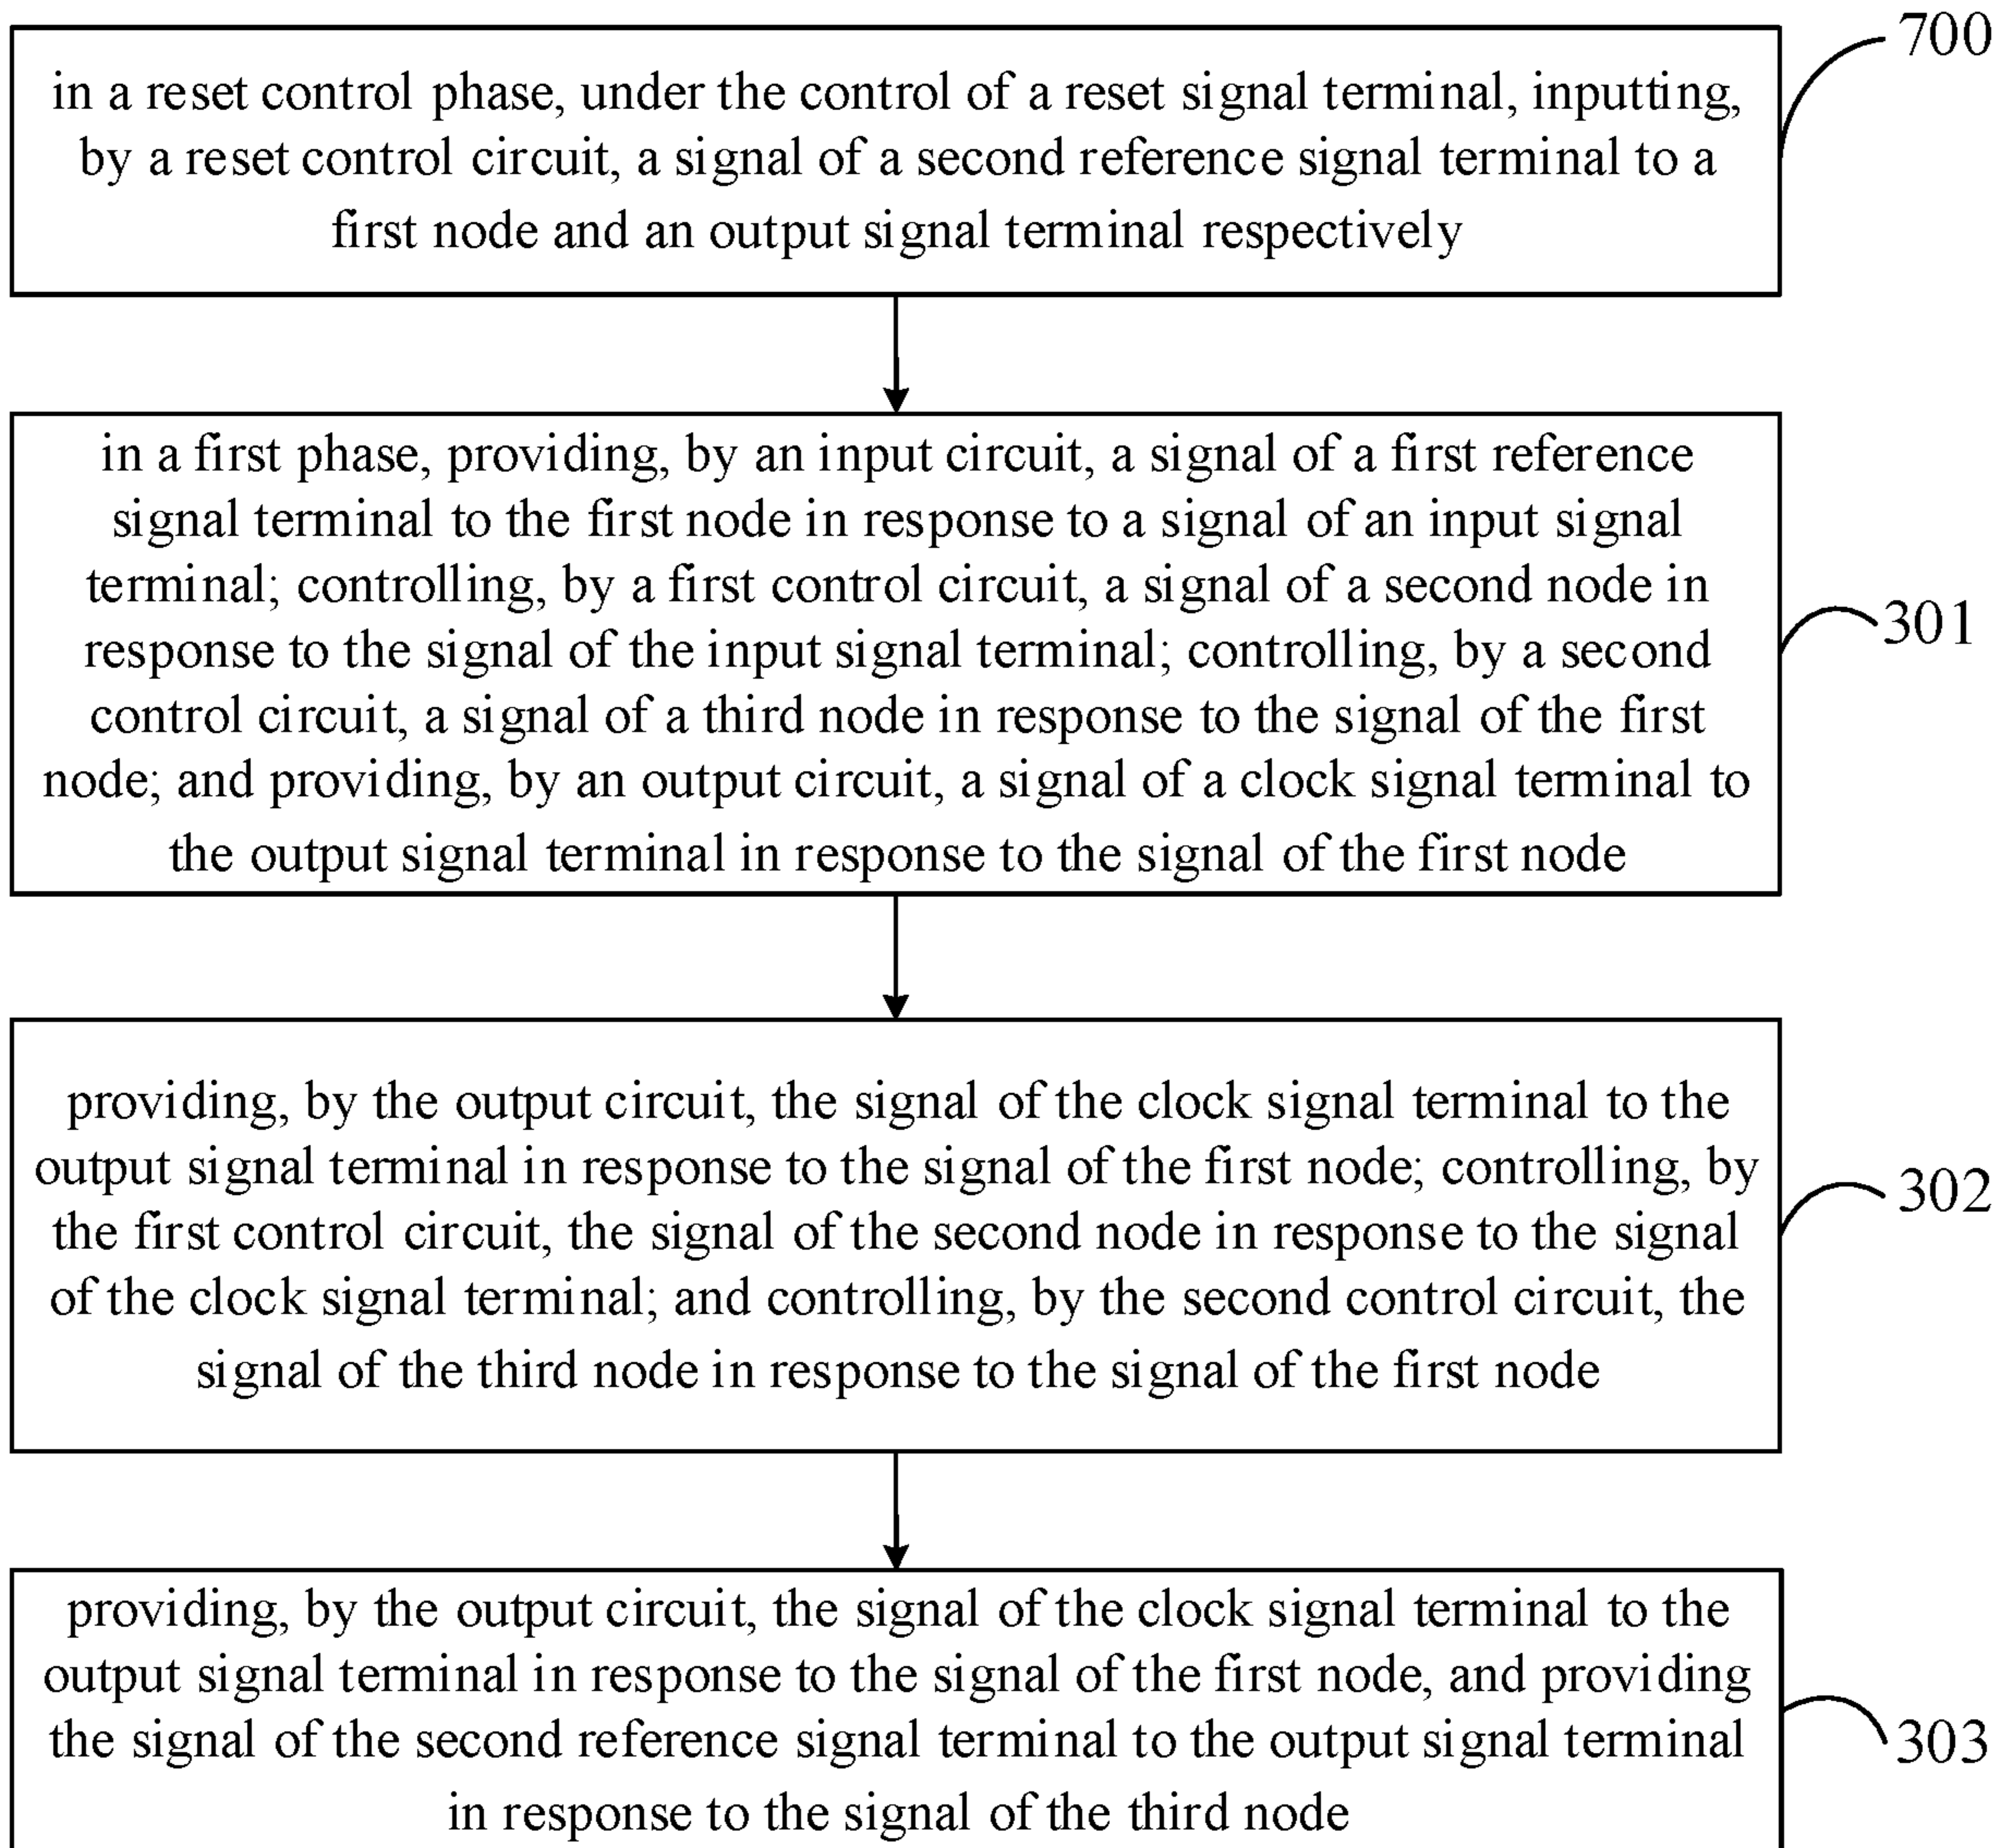 700
in a reset control phase, under the control of a reset signal terminal, inputting,
by a reset control circuit, a signal of a second reference signal terminal to a
first node and an output signal terminal respectively
in a first phase, providing, by an input circuit, a signal of a first reference
signal terminal to the first node in response to a signal of an input signal
terminal; controlling, by a first control circuit, a signal of a second node in
response to the signal of the input signal terminal; controlling, by a second
control circuit, a signal of a third node in response to the signal of the first
node; and providing, by an output circuit, a signal of a clock signal terminal to
the output signal terminal in response to the signal of the first node
301
providing, by the output circuit, the signal of the clock signal terminal to the
output signal terminal in response to the signal of the first node; controlling, by
the first control circuit, the signal of the second node in response to the signal
of the clock signal terminal; and controlling, by the second control circuit, the
signal of the third node in response to the signal of the first node
302
providing, by the output circuit, the signal of the clock signal terminal to the
output signal terminal in response to the signal of the first node, and providing
the signal of the second reference signal terminal to the output signal terminal
in response to the signal of the third node
303